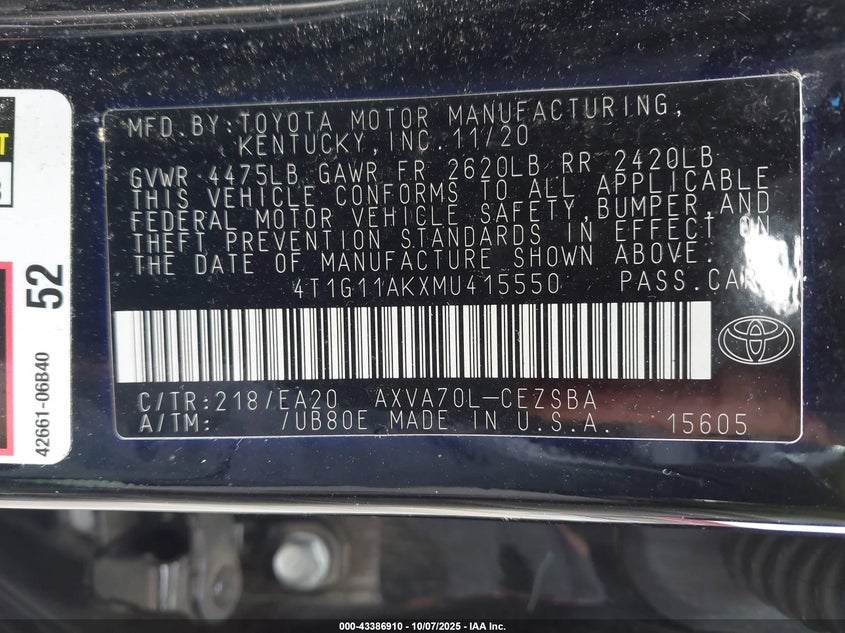 MFD.BY:TOYOTA MOTOR MANUFACTURING,
KENTUCKY,INC.11/20
GVWR 4475LB GAWR FR 2620LB RR 2420LB
THIS VEHICLE CONFORMS TO ALL APPLICABLE
FEDERAL MOTOR VEHICLE SAFETY,BUMPER,AND
THEFT PREVENTION STANDARDS IN EFFECT ON
THE DATE OF MANUFACTURE SHOWN ABOVE.
4T1G11AKXMU415550 PASS.CAR
C/TR:218/EA20 AXVA70L-CEZSBA
A/TM: /UB80E MADE IN U.S.A. 15605
52
42661-06B40
000-43386910 - 10/07/2025 - IAA Inc.